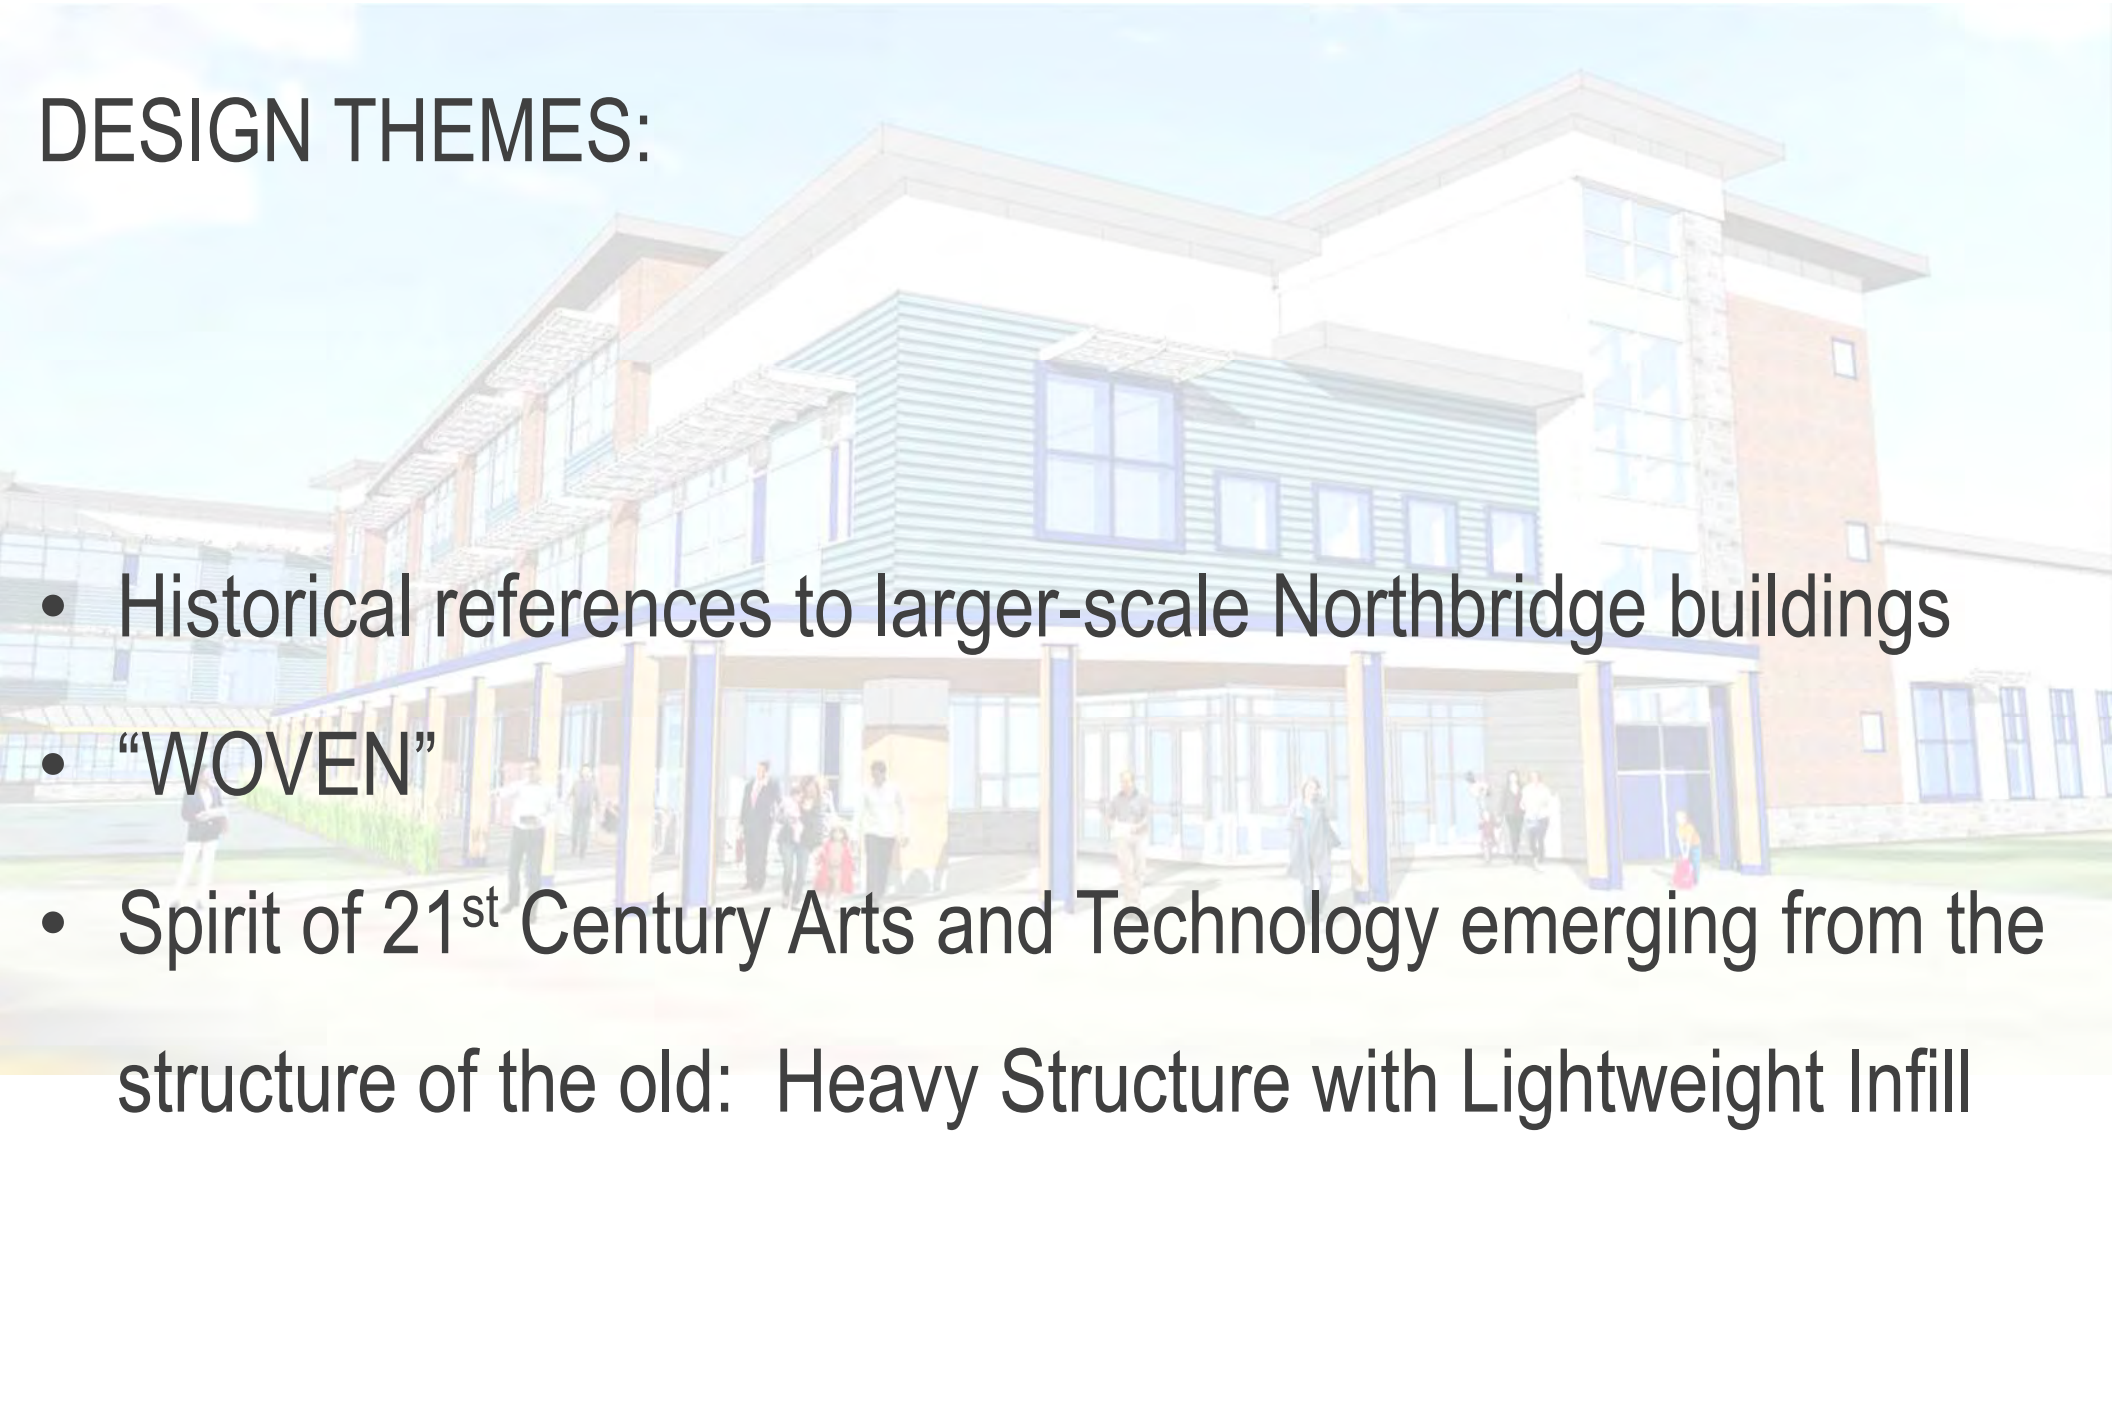 DESIGN THEMES:
• Historical references to larger-scale Northbridge buildings
• “WOVEN”
• Spirit of 21st Century Arts and Technology emerging from the
structure of the old:  Heavy Structure with Lightweight Infill